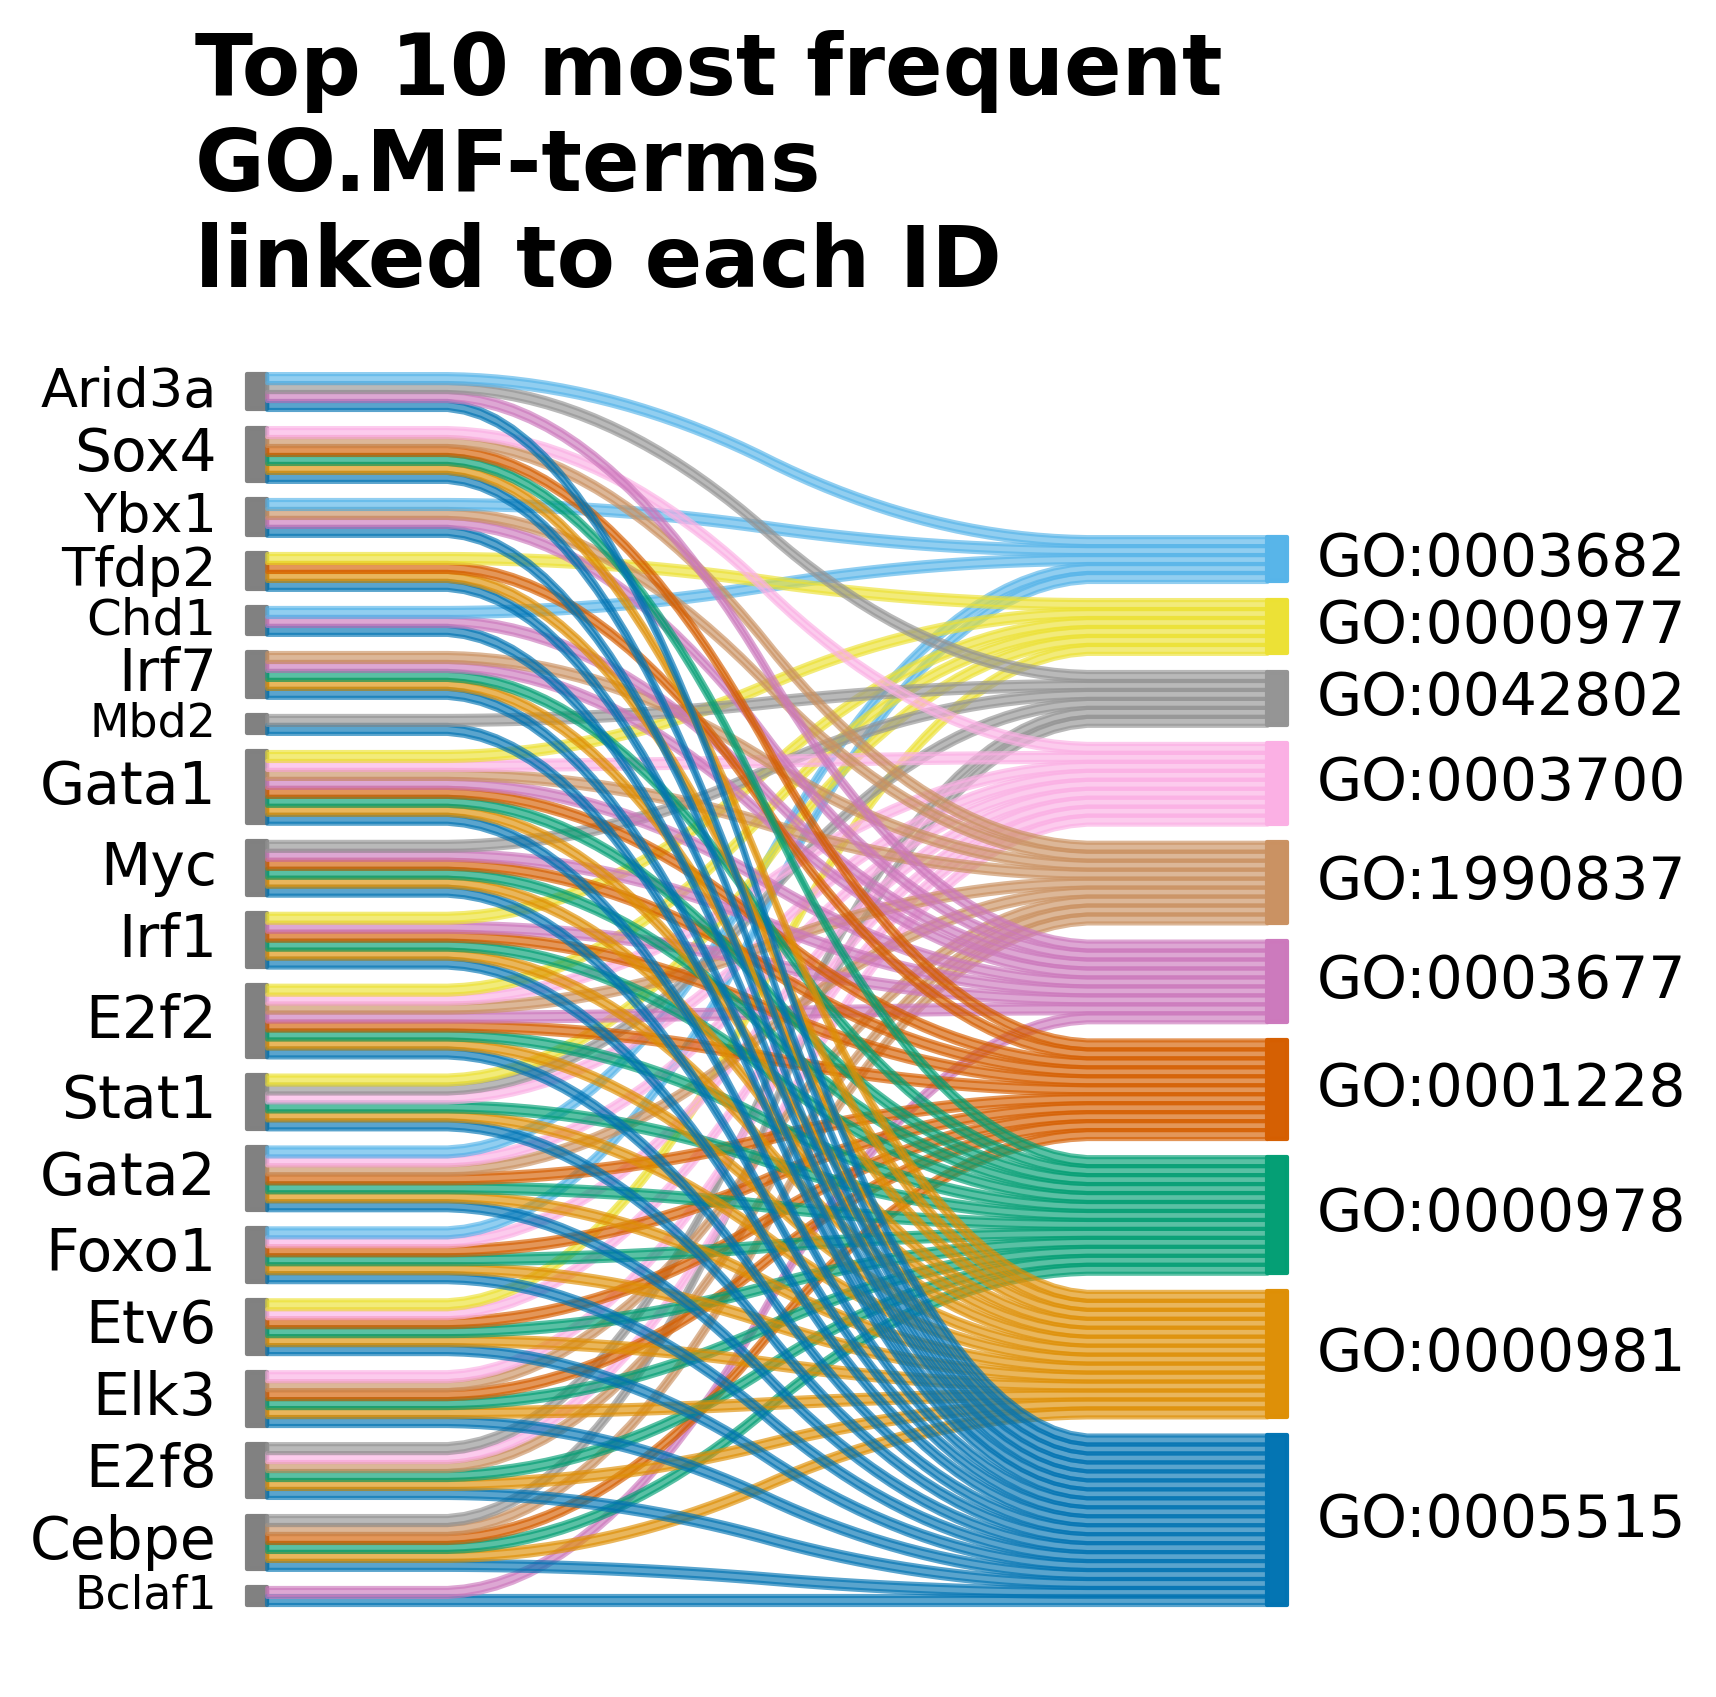 Top 10 most frequent
GO.MF-terms
linked to each ID
Arid3a
Sox4
Ybx1
Tfdp2
Chd1
Irf7
Mbd2
Gata1
Myc
Irf1
E2f2
Stat1
Gata2
Foxo1
Etv6
Elk3
E2f8
Cebpe
Bclaf1
GO:0003682
GO:0000977
GO:0042802
GO:0003700
GO:1990837
GO:0003677
GO:0001228
GO:0000978
GO:0000981
GO:0005515